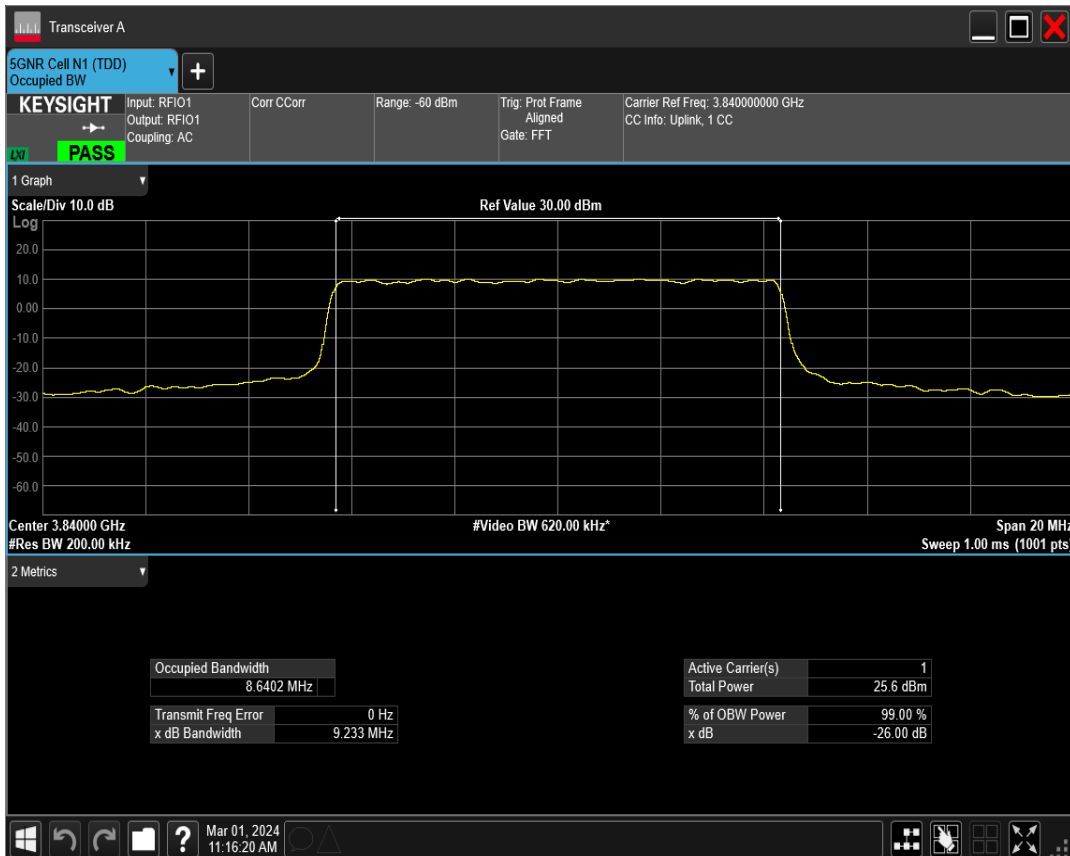 Transceiver A
5GNR Cell N1 (TDD)
Occupied BW
KEYSIGHT
LXI
PASS
Input: RFIO1
Output: RFIO1
Coupling: AC
Corr CCorr
Range: -60 dBm
Trig: Prot Frame
Aligned
Gate: FFT
Carrier Ref Freq: 3.840000000 GHz
CC Info: Uplink, 1 CC
1 Graph
Scale/Div 10.0 dB
Ref Value 30.00 dBm
Log
20.0
10.0
0.00
-10.0
-20.0
-30.0
-40.0
-50.0
-60.0
Center 3.84000 GHz
#Video BW 620.00 kHz*
Span 20 MHz
#Res BW 200.00 kHz
Sweep 1.00 ms (1001 pts)
2 Metrics
Occupied Bandwidth
8.6402 MHz
Transmit Freq Error 0 Hz
x dB Bandwidth 9.233 MHz
Active Carrier(s) 1
Total Power 25.6 dBm
% of OBW Power 99.00 %
x dB -26.00 dB
?
Mar 01, 2024
11:16:20 AM